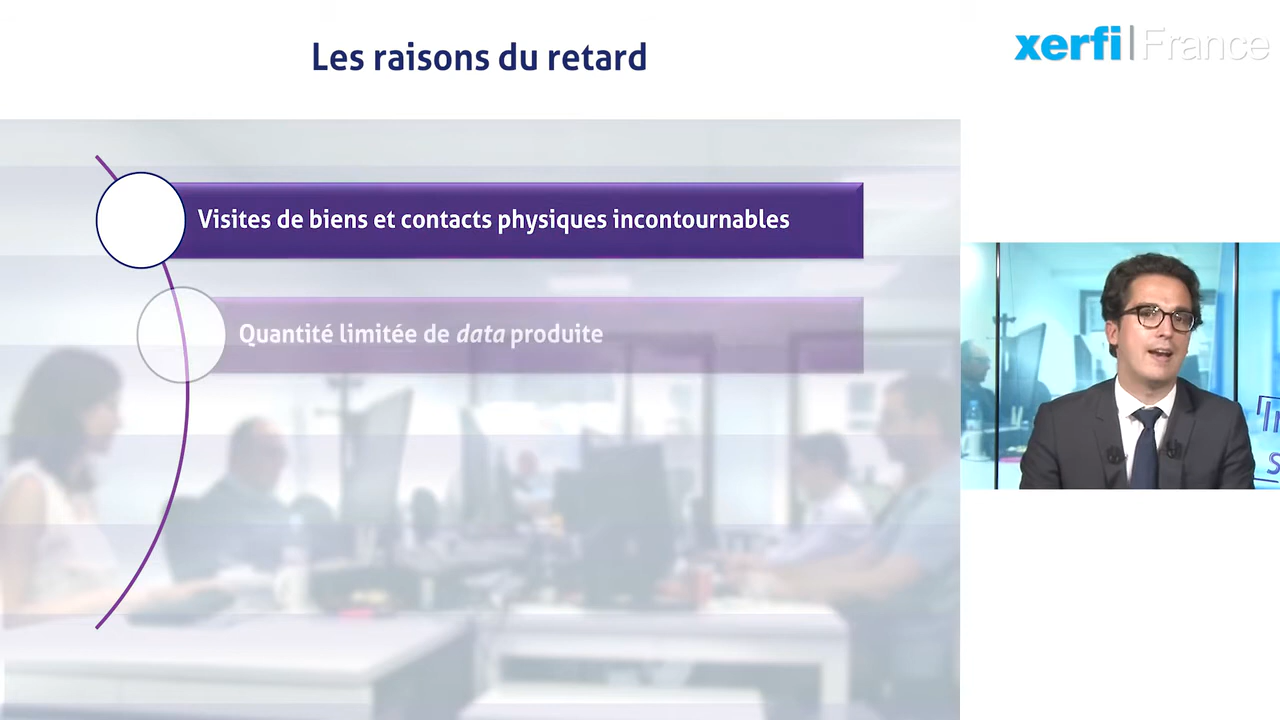 Les raisons du retard
xerfi France
Visites de biens et contacts physiques incontournables
Quantité limitée de data produite